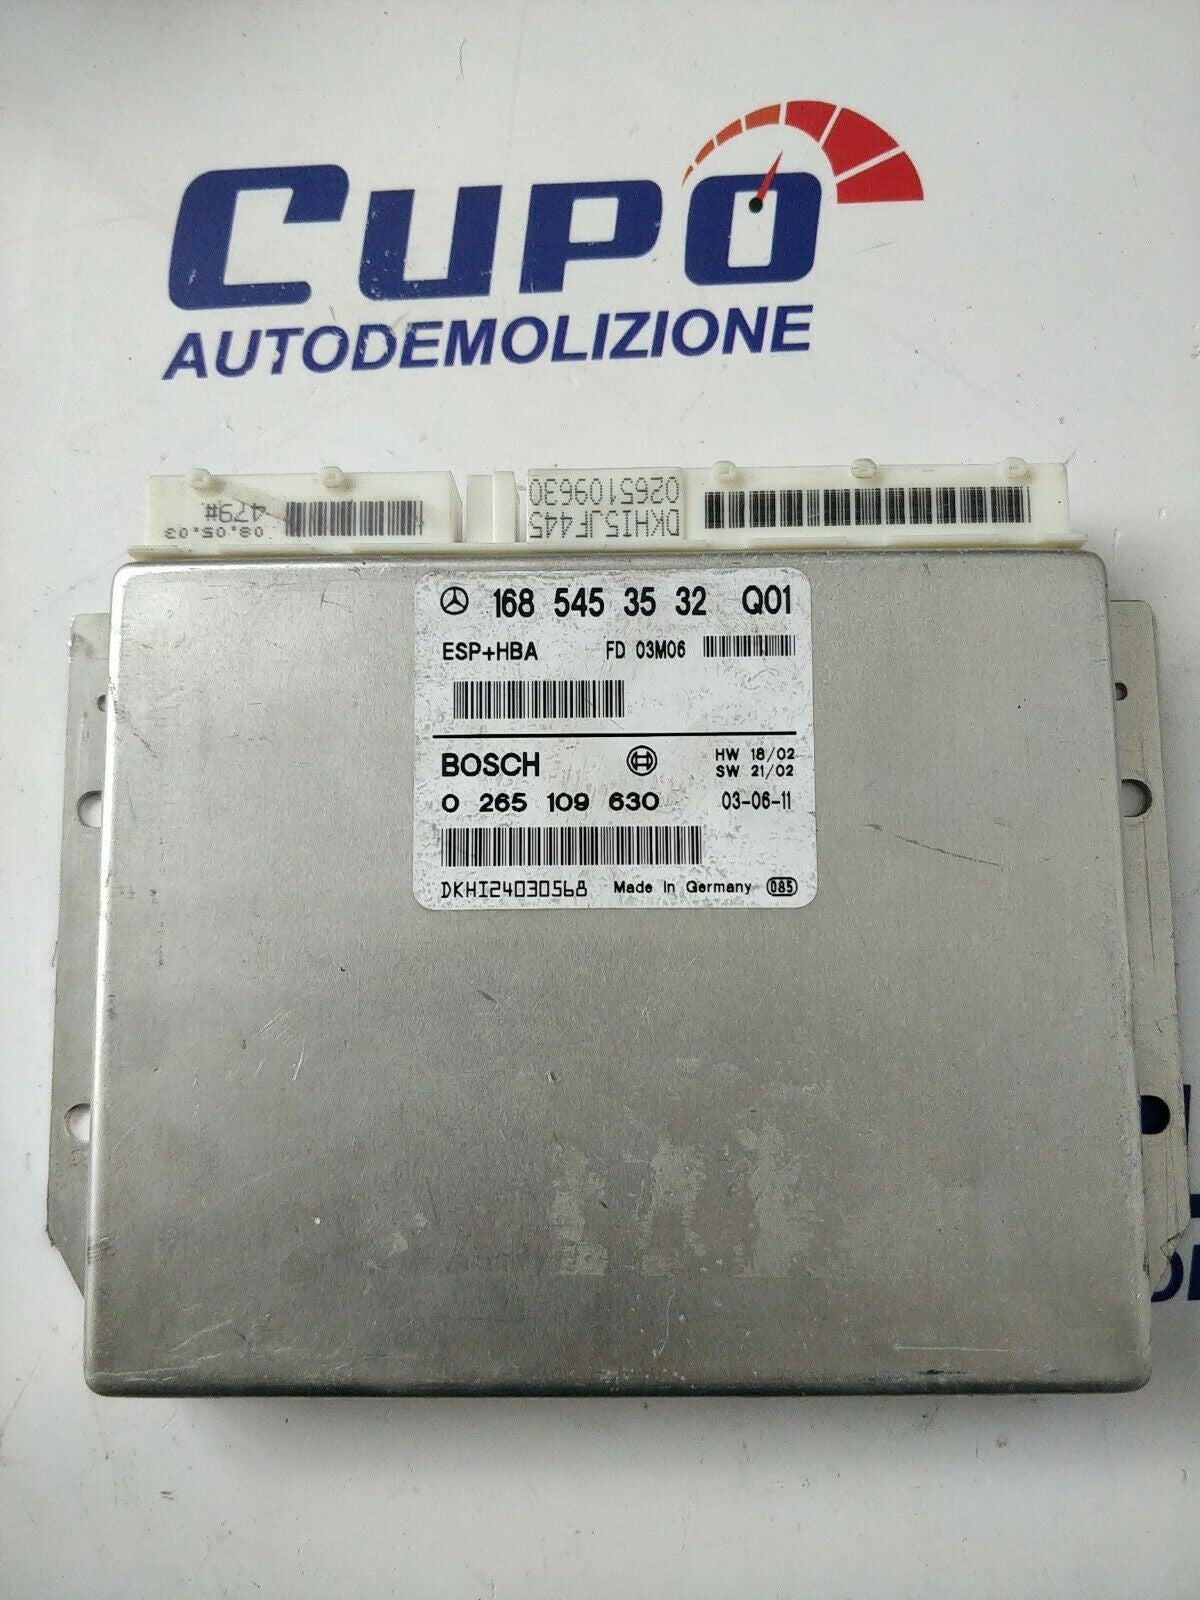 CUPO
AUTODEMOLIZIONE
479#
08.05.03
DKHI5JF445
0265109630
168 545 35 32 Q01
ESP+HBA FD 03M06
BOSCH HW 18/02
SW 21/02
0 265 109 630 03-06-11
DKHI24030568 Made in Germany 085